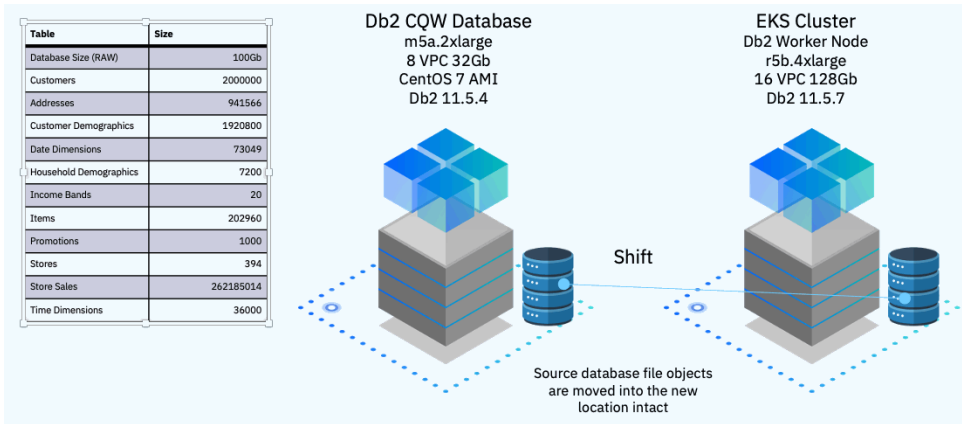 Table Size
Database Size (RAW) 100Gb
Customers 2000000
Addresses 941566
Customer Demographics 1920800
Date Dimensions 73049
Household Demographics 7200
Income Bands 20
Items 202960
Promotions 1000
Stores 394
Store Sales 262185014
Time Dimensions 36000
Db2 CQW Database
m5a.2xlarge
8 VPC 32Gb
CentOS 7 AMI
Db2 11.5.4
EKS Cluster
Db2 Worker Node
r5b.4xlarge
16 VPC 128Gb
Db2 11.5.7
Shift
Source database file objects
are moved into the new
location intact